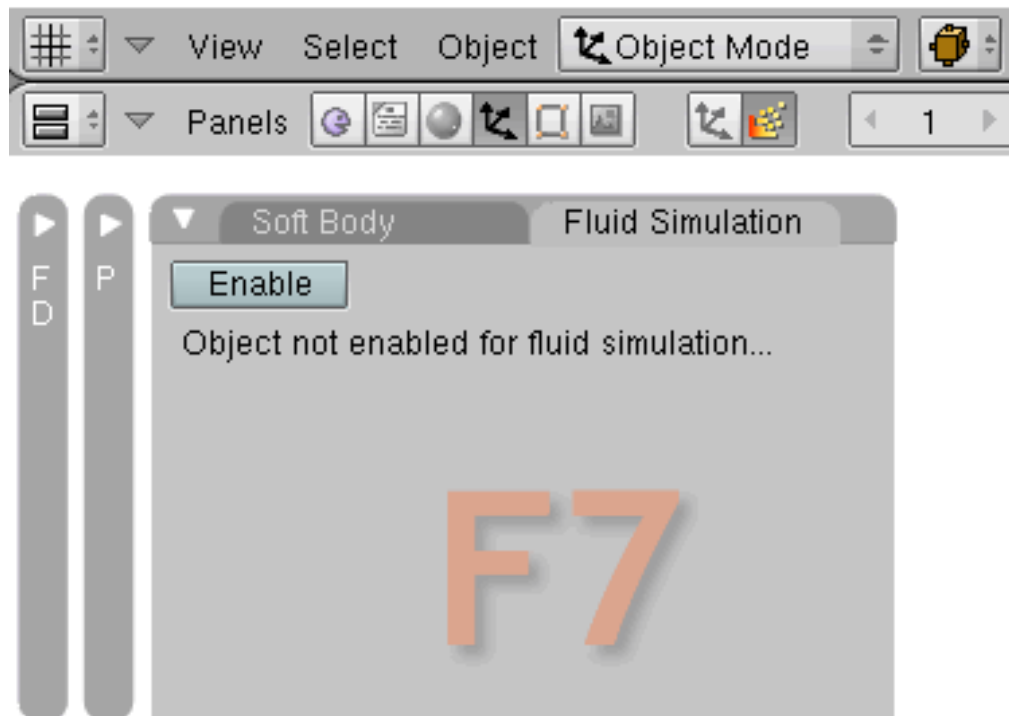 View Select Object Object Mode
Panels 1
Soft Body Fluid Simulation
F P
D
Enable
Object not enabled for fluid simulation...
F7